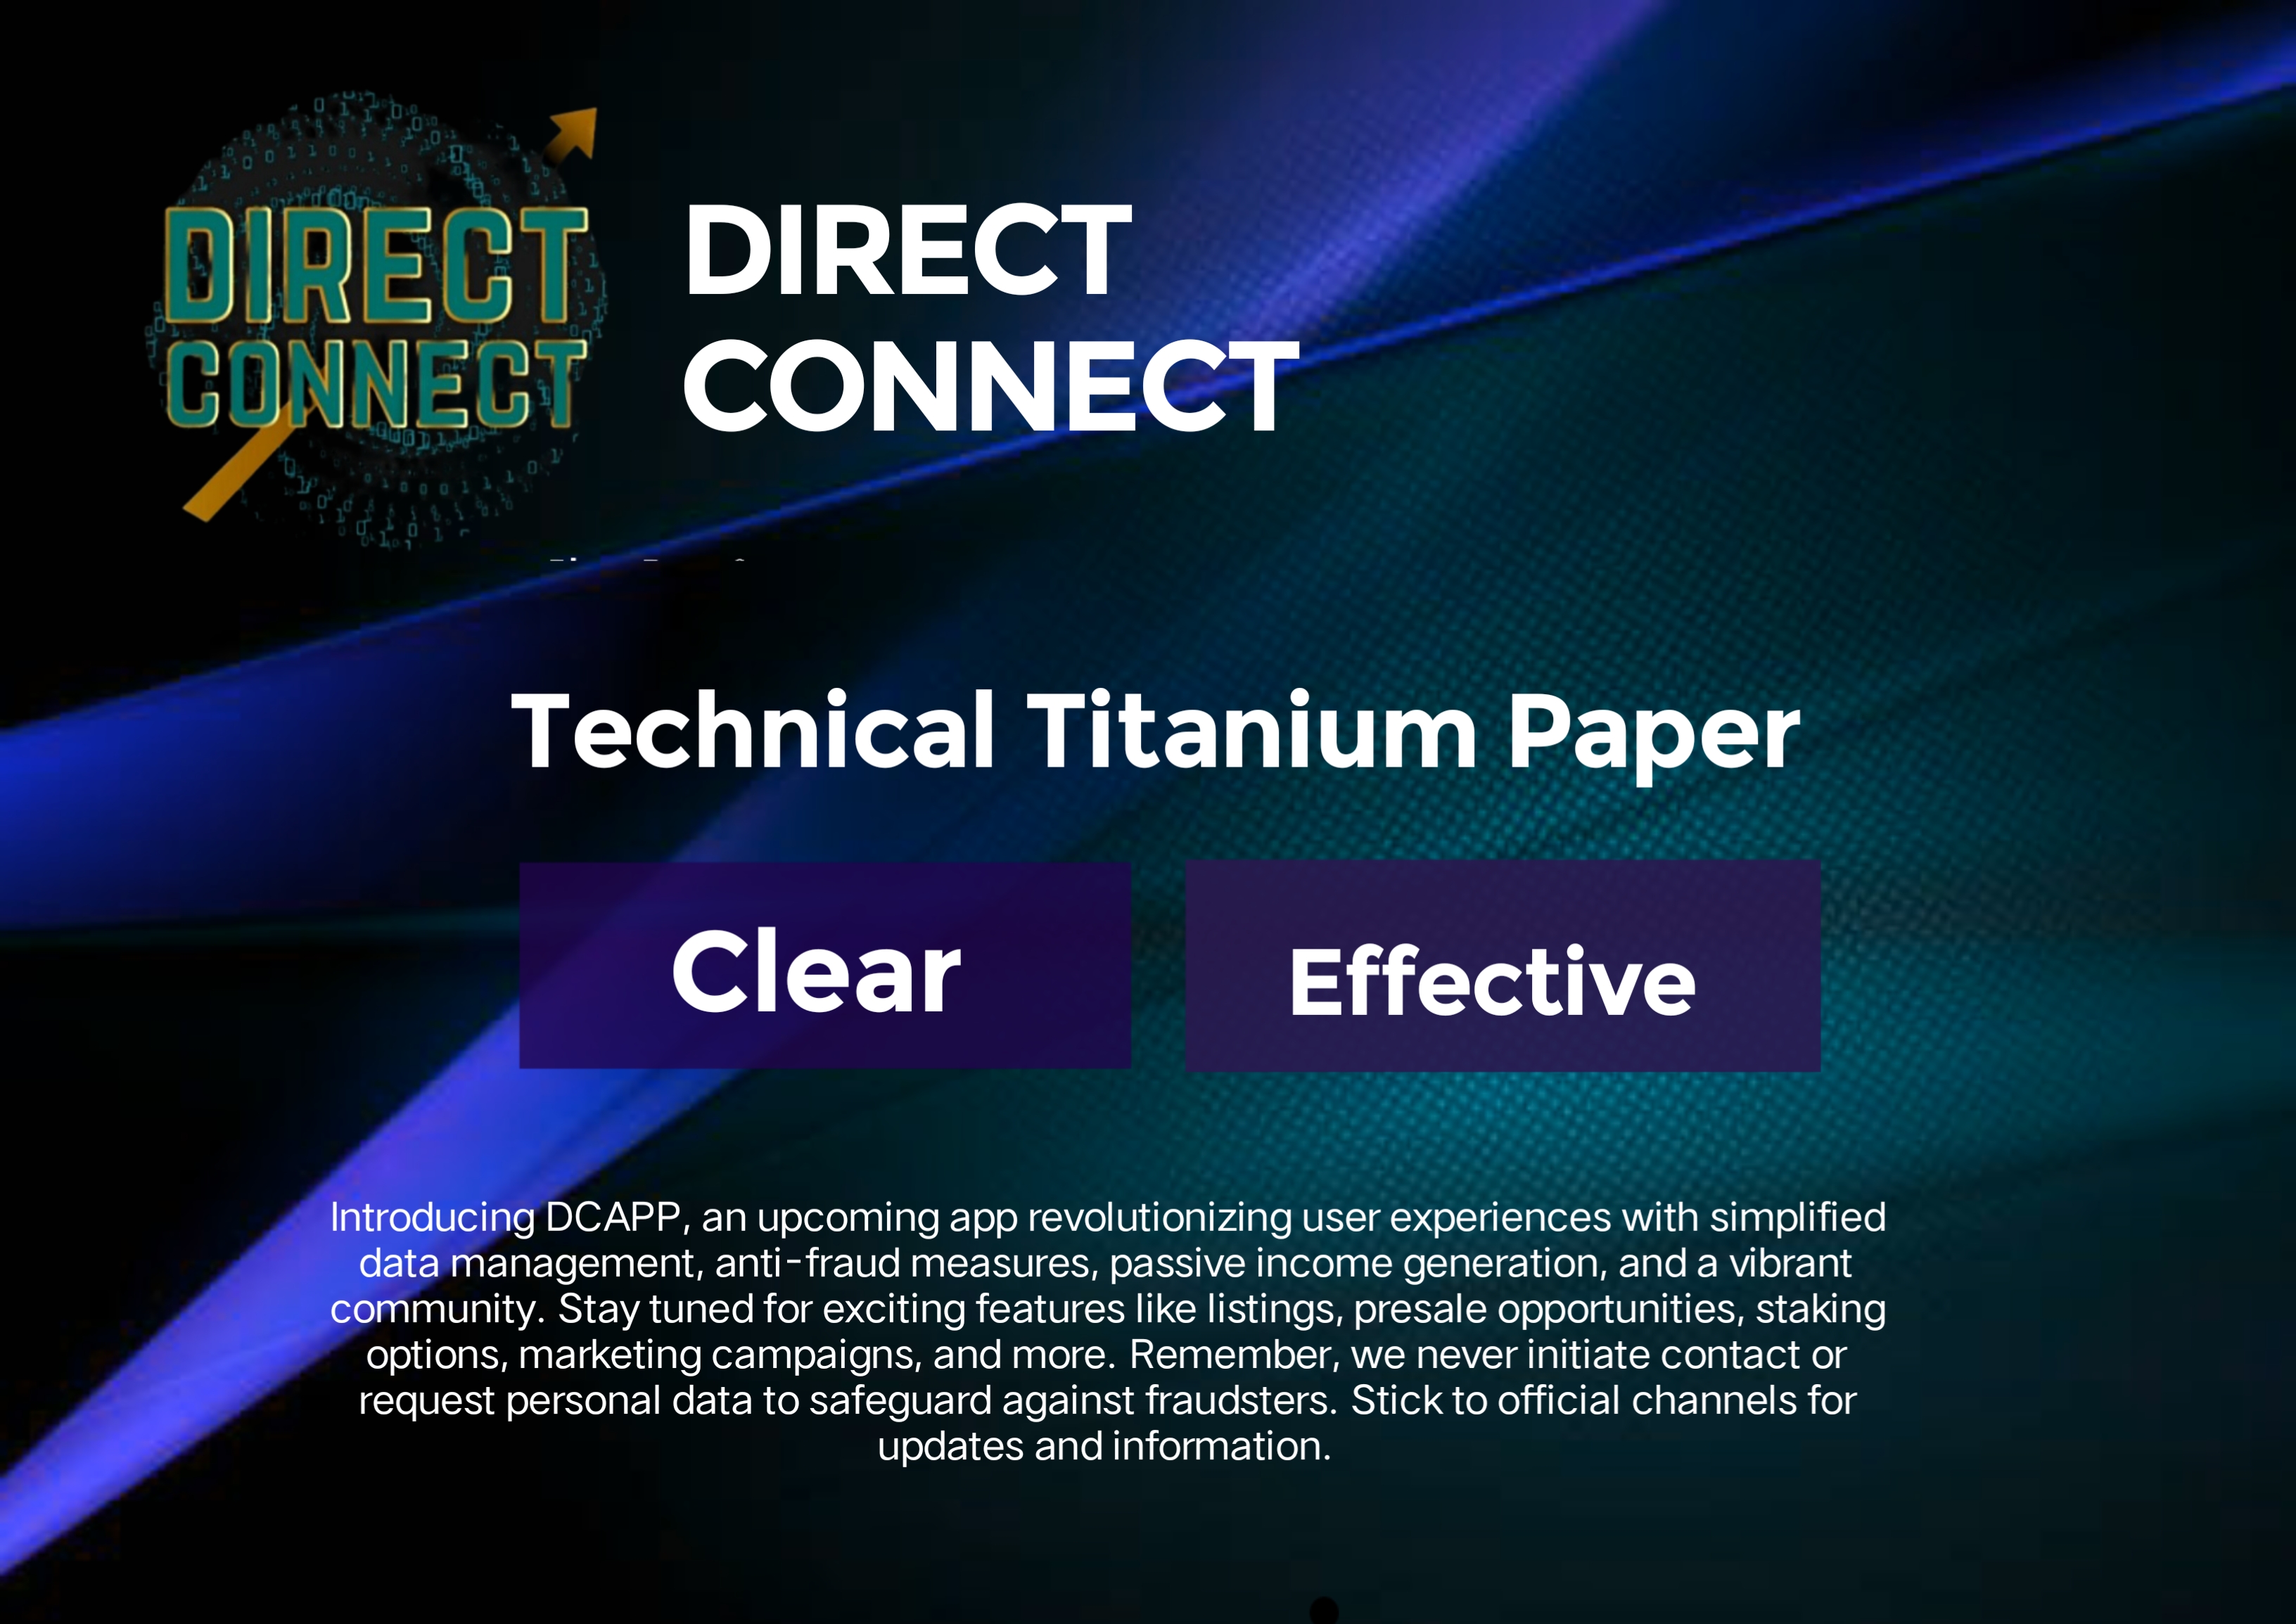 DIRECT
CONNECT
DIRECT
CONNECT
Technical Titanium Paper
Clear
Effective
Introducing DCAPP, an upcoming app revolutionizing user experiences with simplified
data management, anti-fraud measures, passive income generation, and a vibrant
community. Stay tuned for exciting features like listings, presale opportunities, staking
options, marketing campaigns, and more. Remember, we never initiate contact or
request personal data to safeguard against fraudsters. Stick to official channels for
updates and information.